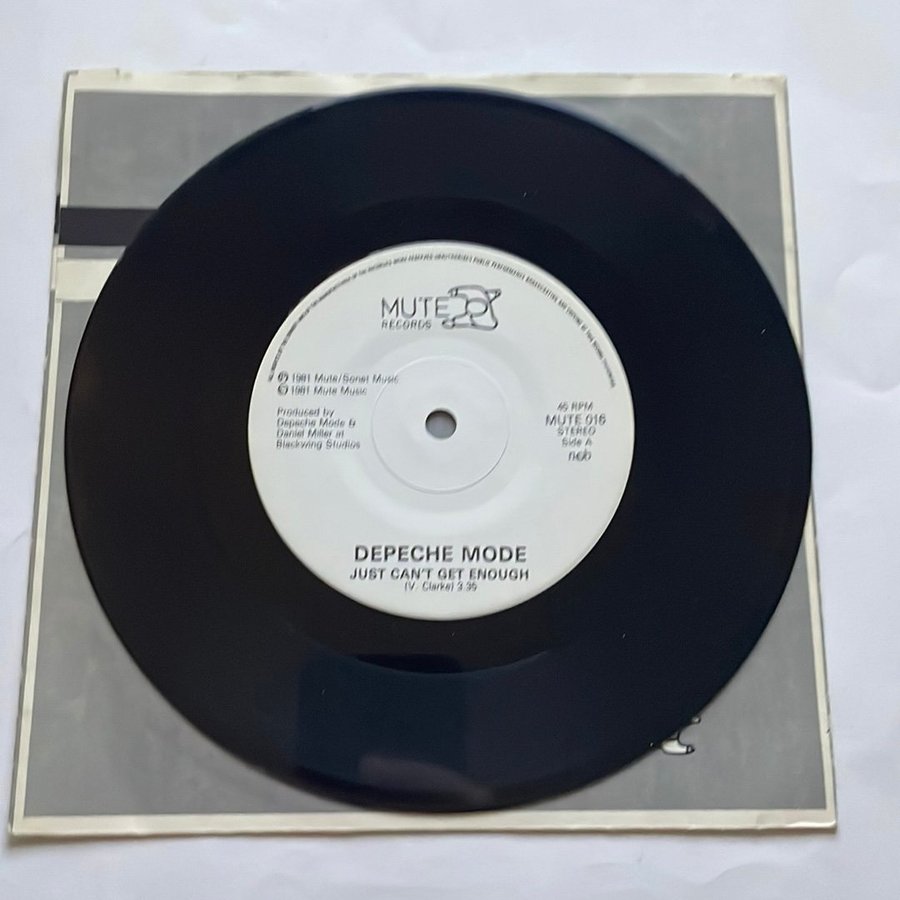 MUTE
RECORDS
Ⓟ 1981 Mute/Sonet Music
© 1981 Mute Music
Produced by
Depeche Mode &
Daniel Miller at
Blackwing Studios
45 RPM
MUTE 016
STEREO
Side A
ncb
DEPECHE MODE
JUST CAN'T GET ENOUGH
(V. Clarke) 3.35